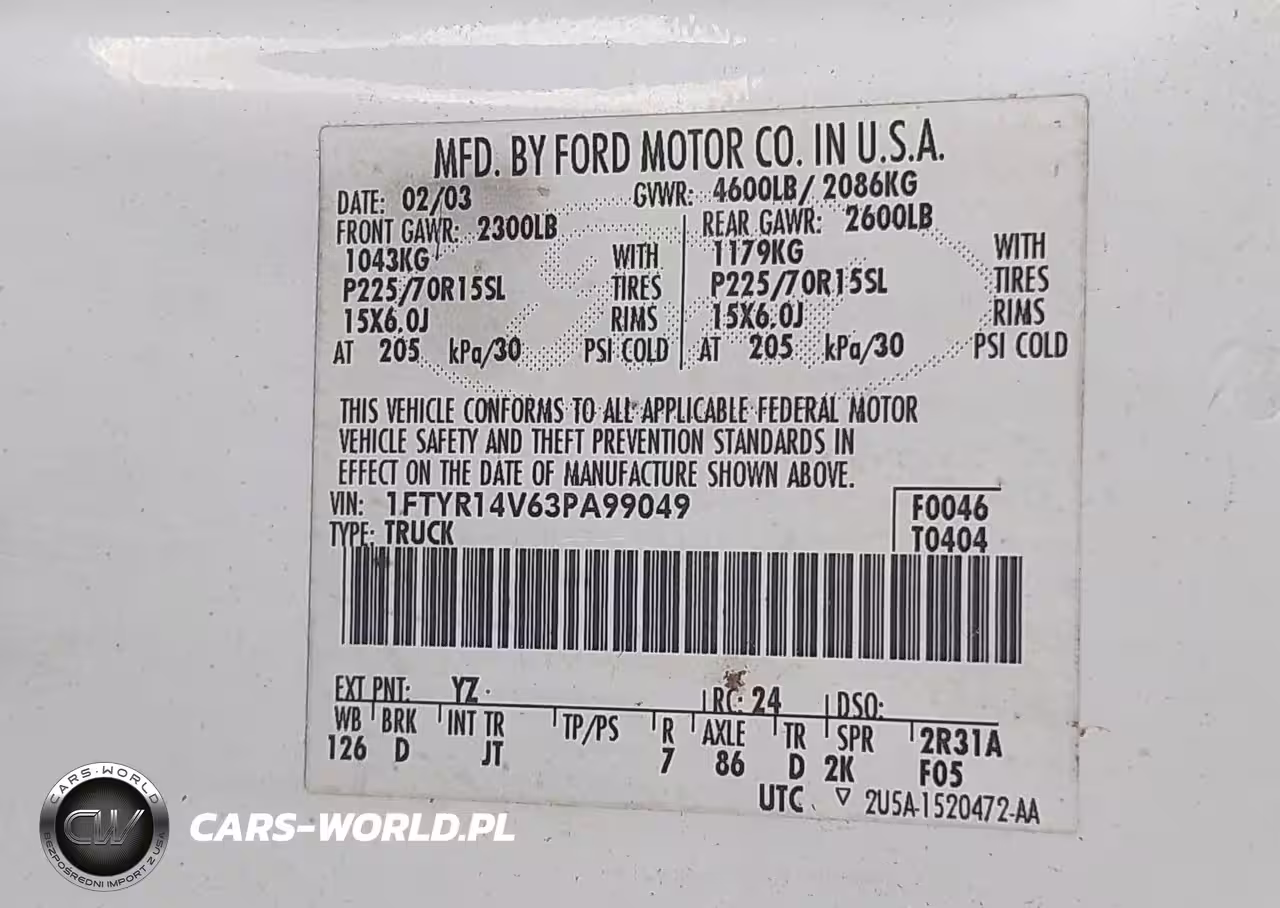 MFD. BY FORD MOTOR CO. IN U.S.A.
DATE: 02/03 GVWR: 4600LB/ 2086KG
FRONT GAWR: 2300LB REAR GAWR: 2600LB
1043KG WITH 1179KG WITH
P225/70R15SL TIRES P225/70R15SL TIRES
15X6.0J RIMS 15X6.0J RIMS
AT 205 kPa/30 PSI COLD AT 205 kPa/30 PSI COLD
THIS VEHICLE CONFORMS TO ALL APPLICABLE FEDERAL MOTOR
VEHICLE SAFETY AND THEFT PREVENTION STANDARDS IN
EFFECT ON THE DATE OF MANUFACTURE SHOWN ABOVE.
VIN: 1FTYR14V63PA99049 F0046
TYPE: TRUCK T0404
EXT PNT: YZ RC: 24 DSO:
WB BRK INT TR TP/PS R AXLE TR SPR 2R31A
126 D JT 7 86 D 2K F05
UTC ▽ 2U5A-1520472-AA
CARS-WORLD
CW
BEZPOŚREDNI IMPORT Z USA
CARS-WORLD.PL